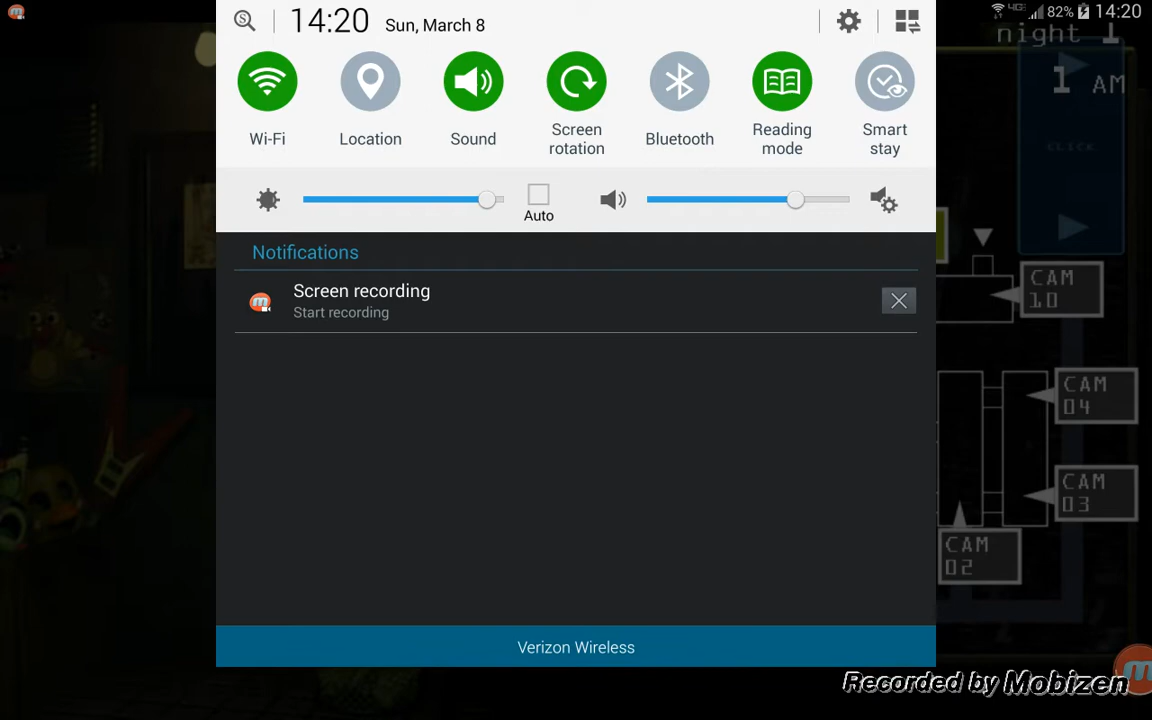 14:20 Sun, March 8
82% 14:20
night 1
1 AM
CLICK
Wi-Fi
Location
Sound
Screen
rotation
Bluetooth
Reading
mode
Smart
stay
Auto
Notifications
Screen recording
Start recording
CAM
10
CAM
04
CAM
03
CAM
02
Verizon Wireless
Recorded by Mobizen